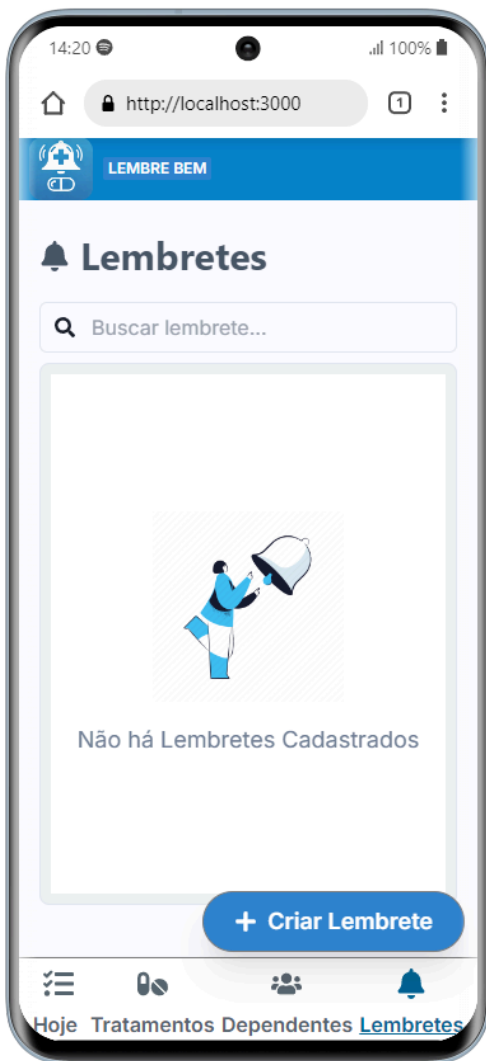 14:20
100%
http://localhost:3000
1
LEMBRE BEM
Lembretes
Buscar lembrete...
Não há Lembretes Cadastrados
+ Criar Lembrete
Hoje Tratamentos Dependentes Lembretes